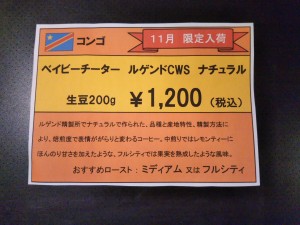 コンゴ
11月 限定入荷
ベイビーチーター ルゲンドCWS ナチュラル
生豆200g ￥1,200（税込）
ルゲンド精製所でナチュラルで作られた、品種と産地特性、精製方法に
より、焙煎度で表情ががらりと変わるコーヒー。中煎りではレモンティーに
ほんのり甘さを加えたような、フルシティでは果実を熟成したような風味。
おすすめロースト：ミディアム 又は フルシティ